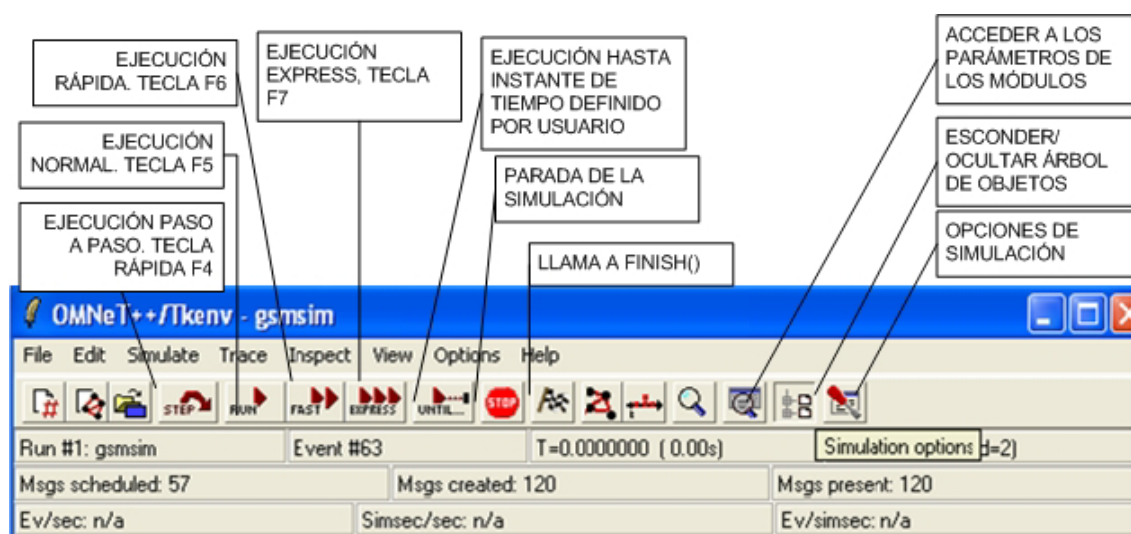 EJECUCIÓN
RÁPIDA. TECLA F6
EJECUCIÓN
EXPRESS, TECLA
F7
EJECUCIÓN HASTA
INSTANTE DE
TIEMPO DEFINIDO
POR USUARIO
ACCEDER A LOS
PARÁMETROS DE
LOS MÓDULOS
EJECUCIÓN
NORMAL. TECLA F5
PARADA DE LA
SIMULACIÓN
ESCONDER/
OCULTAR ÁRBOL
DE OBJETOS
EJECUCIÓN PASO
A PASO. TECLA
RÁPIDA F4
LLAMA A FINISH()
OPCIONES DE
SIMULACIÓN
OMNeT++/Tkenv - gsmsim
File Edit Simulate Trace Inspect View Options Help
STEP RUN FAST EXPRESS UNTIL... STOP
Run #1: gsmsim Event #63 T=0.0000000 ( 0.00s) Simulation options d=2)
Msgs scheduled: 57 Msgs created: 120 Msgs present: 120
Ev/sec: n/a Simsec/sec: n/a Ev/simsec: n/a